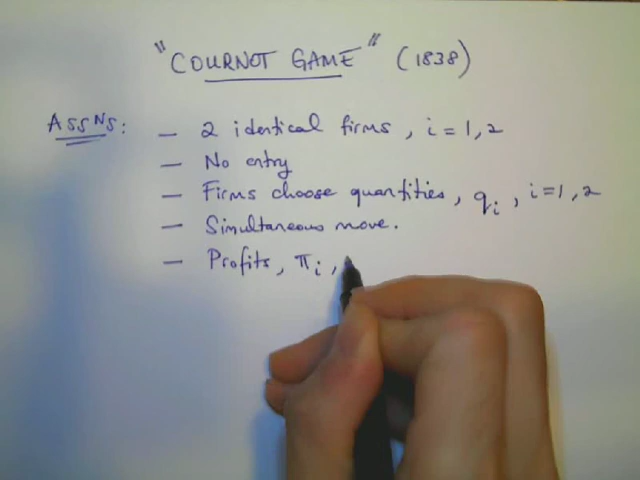 "COURNOT GAME" (1838)
ASSNS: – 2 identical firms, i = 1, 2
– No entry
– Firms choose quantities, qi, i = 1, 2
– Simultaneous move.
– Profits, πi,